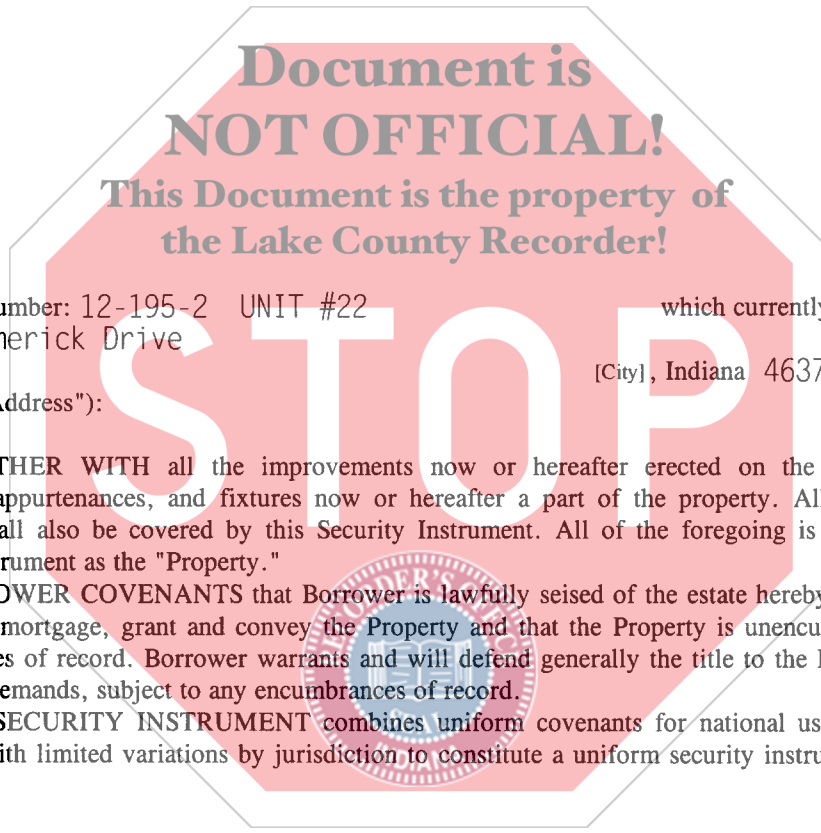 Document is
NOT OFFICIAL!
This Document is the property of
the Lake County Recorder!
umber: 12-195-2 UNIT #22 which currently
erick Drive
[City], Indiana 4637
Address"):
STOP
THER WITH all the improvements now or hereafter erected on the
appurtenances, and fixtures now or hereafter a part of the property. All
all also be covered by this Security Instrument. All of the foregoing is
rument as the "Property."
OWER COVENANTS that Borrower is lawfully seised of the estate hereby
mortgage, grant and convey the Property and that the Property is unencu
es of record. Borrower warrants and will defend generally the title to the
emands, subject to any encumbrances of record.
SECURITY INSTRUMENT combines uniform covenants for national us
ith limited variations by jurisdiction to constitute a uniform security instru
RECORDER'S OFFICE
INDIANA